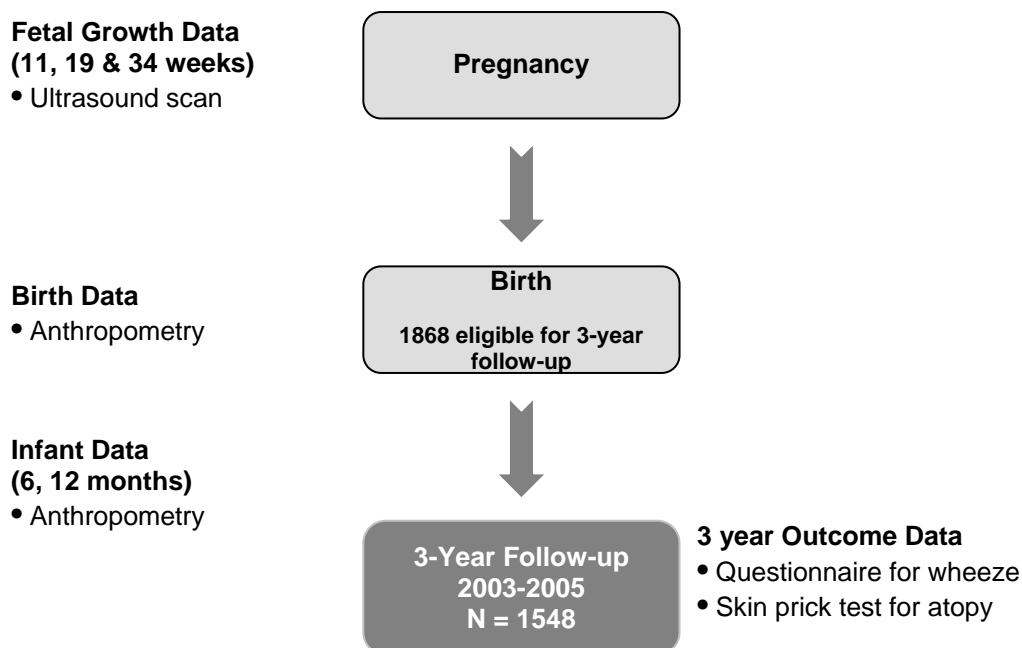 Fetal Growth Data
(11, 19 & 34 weeks)
• Ultrasound scan
Pregnancy
Birth Data
• Anthropometry
Birth
1868 eligible for 3-year
follow-up
Infant Data
(6, 12 months)
• Anthropometry
3-Year Follow-up
2003-2005
N = 1548
3 year Outcome Data
• Questionnaire for wheeze
• Skin prick test for atopy